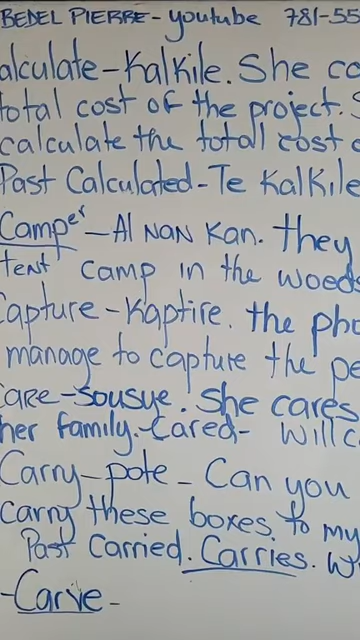 BEDEL PIERRE - youtube 781-55
alculate - Kalkile. She co
total cost of the project. S
calculate the total cost o
Past Calculated - Te Kalkile
Camper - Al NAN KAN. they
tent camp in the woods
Capture - Kaptire. the pho
manage to capture the pe
CARE - SOUSYE. She cares
her family. - Cared - Will c
Carry - pote - Can you
carry these boxes. to my
Past Carried. Carries. W
- Carve -